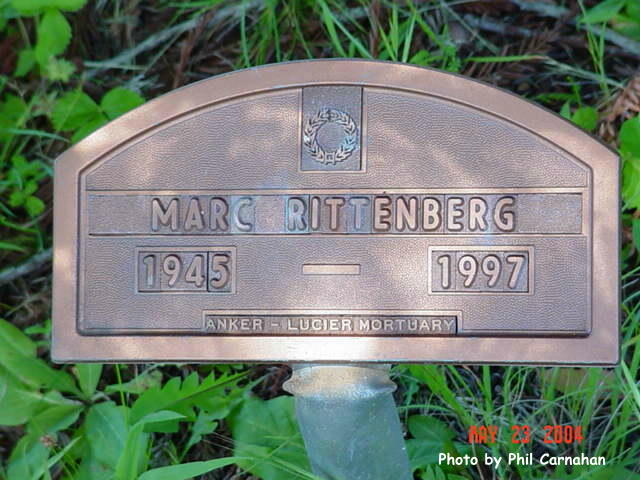 MARC RITTENBERG
1945 — 1997
ANKER - LUCIER MORTUARY
MAY 23 2004
Photo by Phil Carnahan